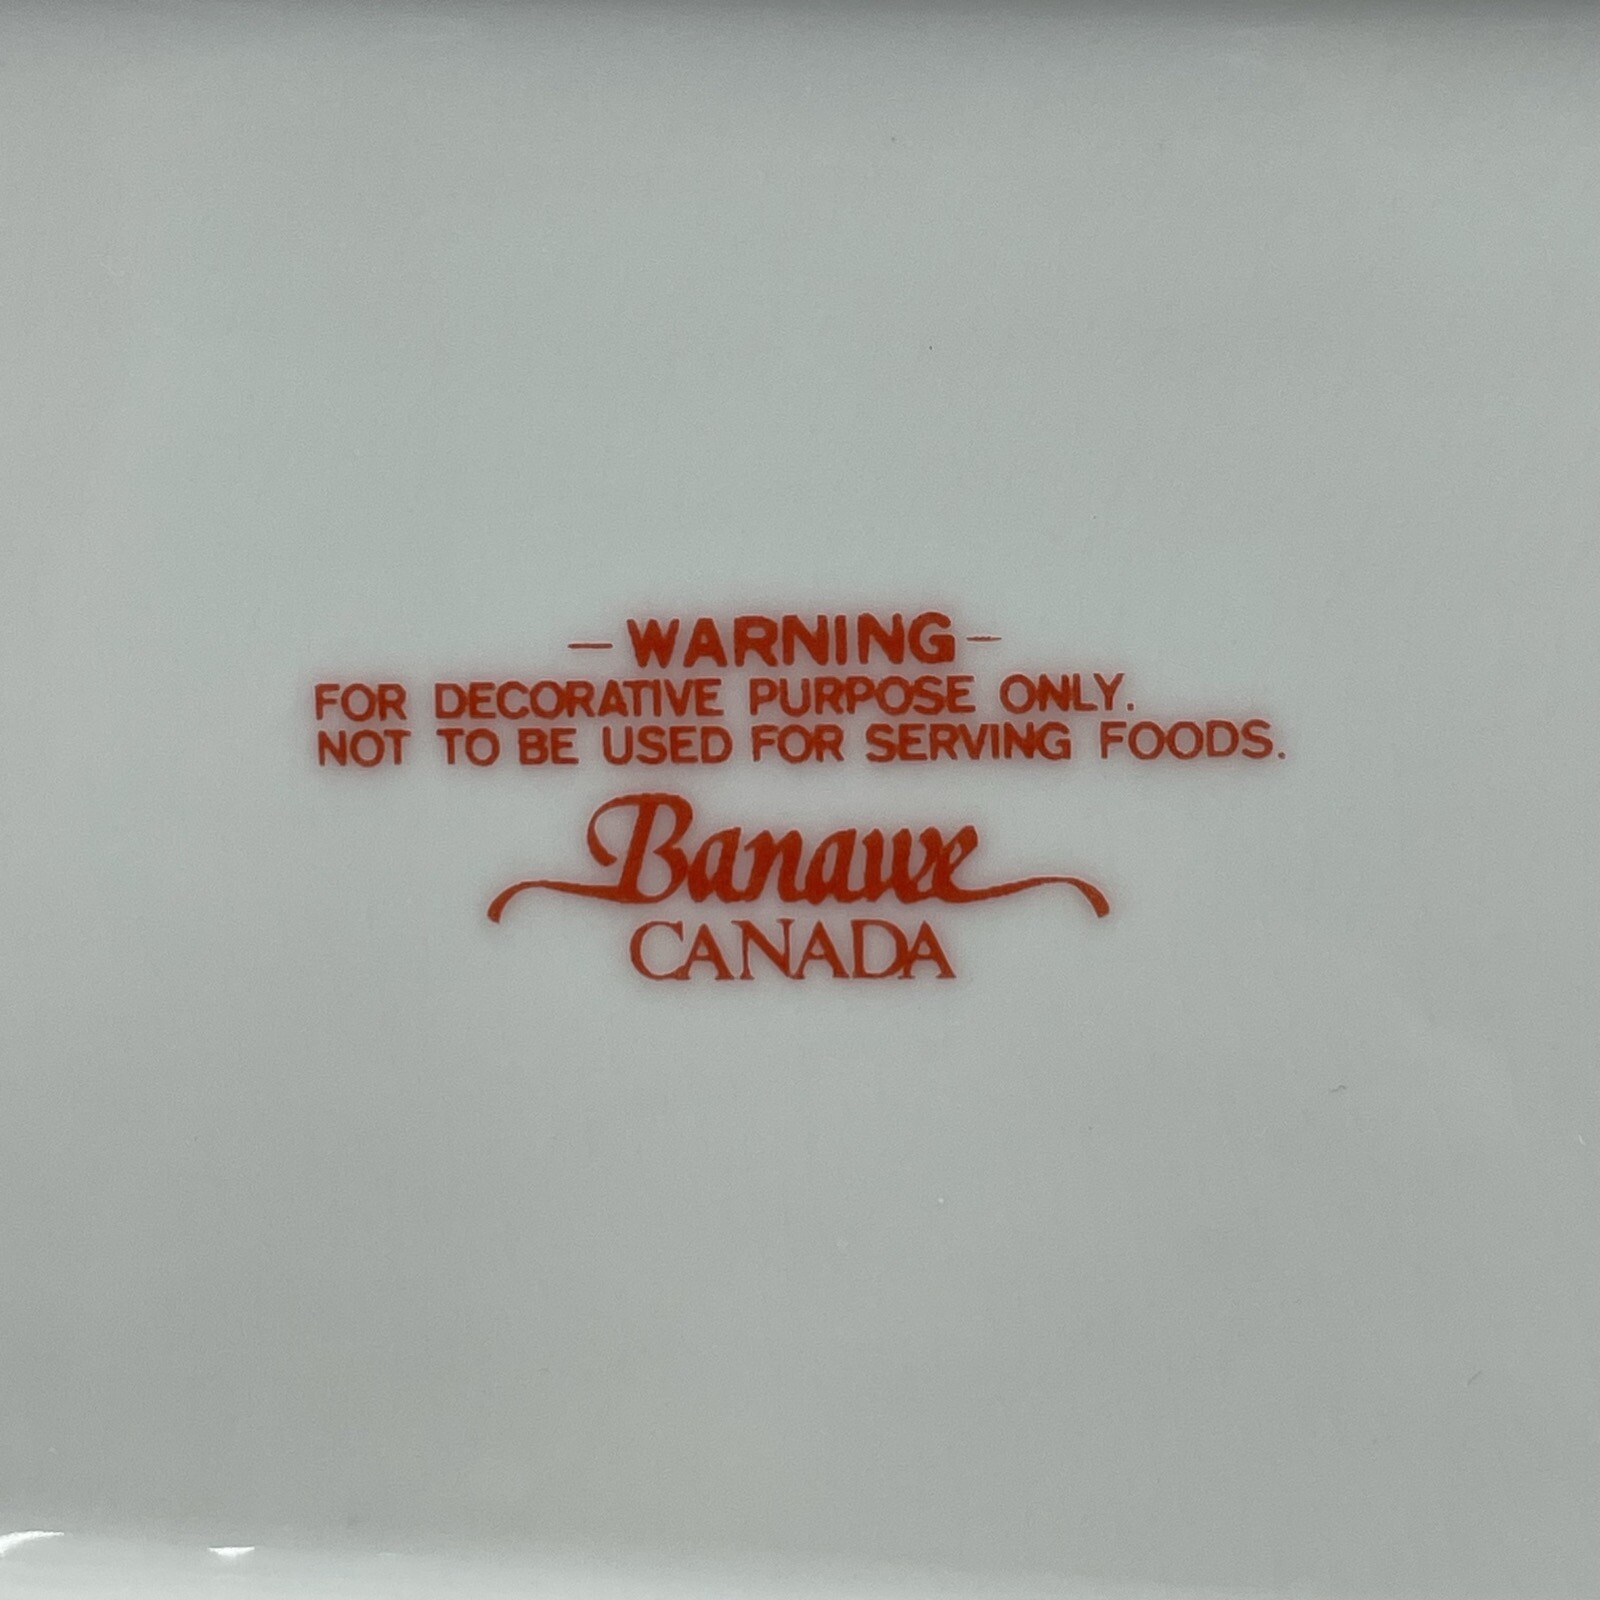 — WARNING —
FOR DECORATIVE PURPOSE ONLY.
NOT TO BE USED FOR SERVING FOODS.
Banawe
CANADA